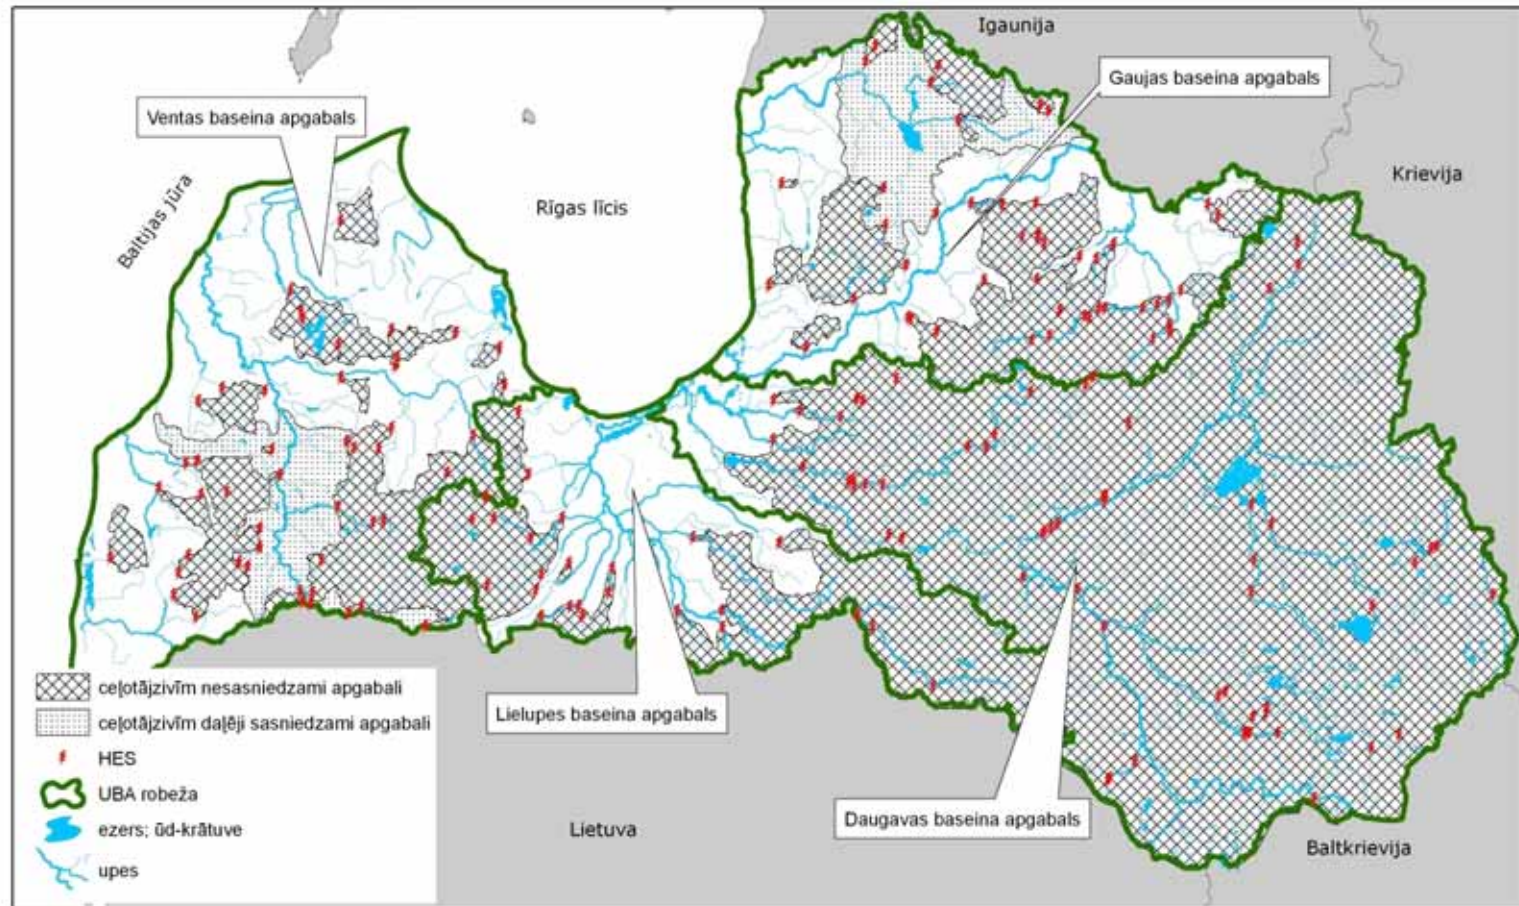 Igaunija
Gaujas baseina apgabals
Ventas baseina apgabals
Krievija
Rīgas līcis
Baltijas jūra
Lielupes baseina apgabals
Daugavas baseina apgabals
Lietuva
Baltkrievija
ceļotājzivīm nesasniedzami apgabali
ceļotājzivīm daļēji sasniedzami apgabali
HES
UBA robeža
ezers; ūd-krātuve
upes